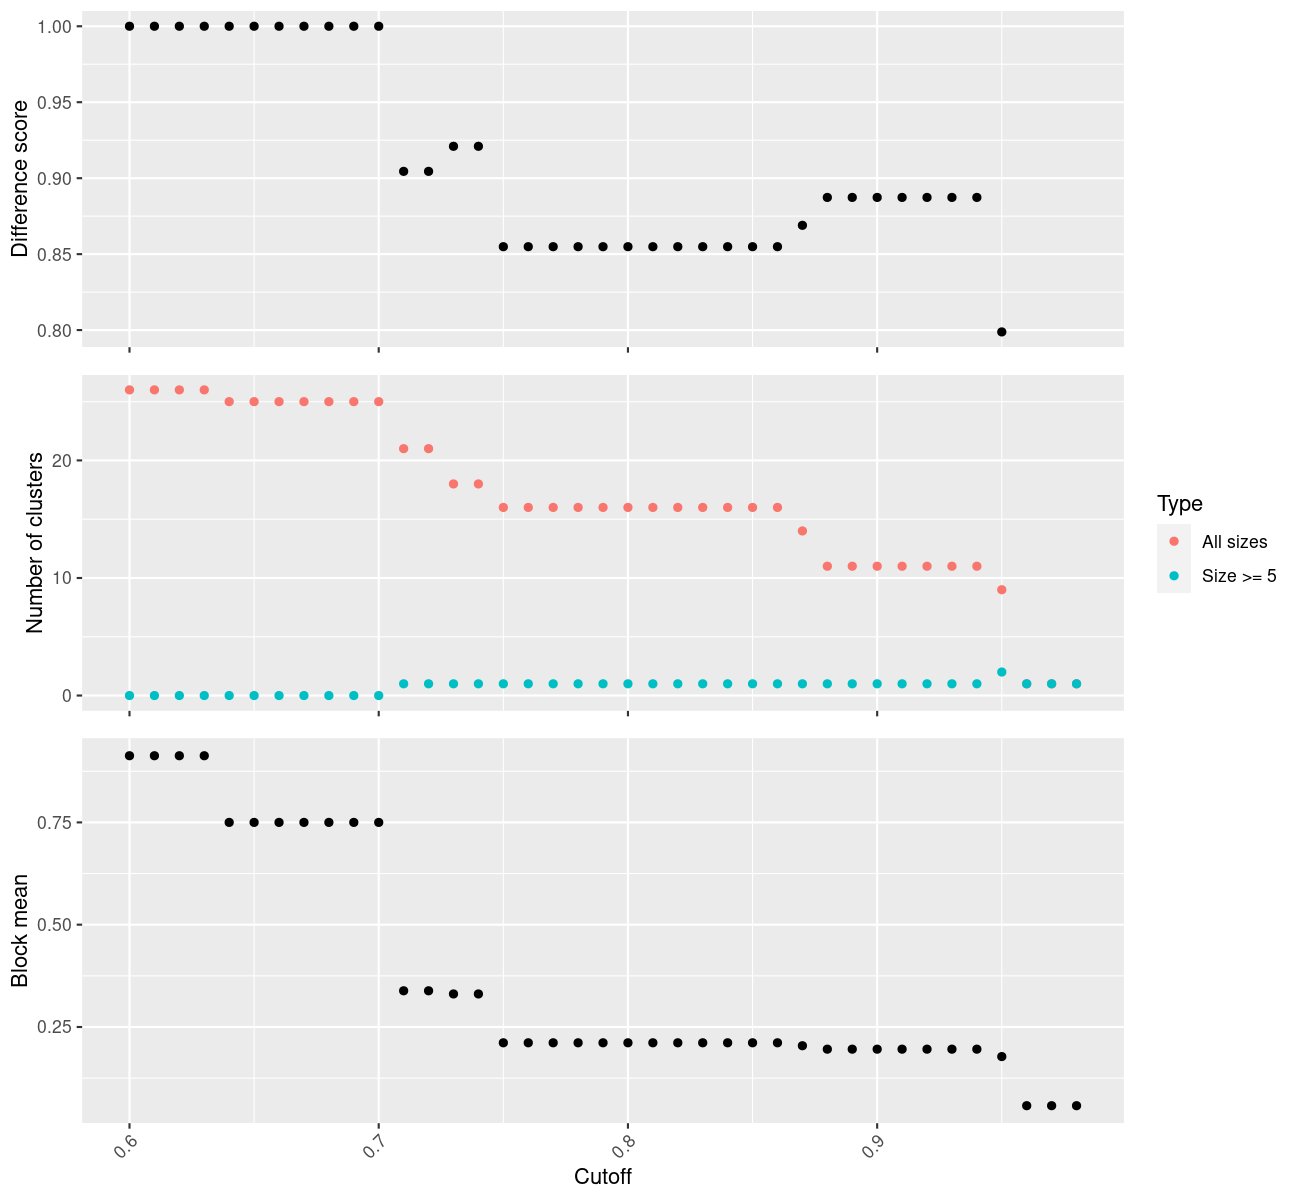 1.00
0.95
0.90
0.85
0.80
Difference score
20
10
0
Number of clusters
Type
All sizes
Size >= 5
0.75
0.50
0.25
Block mean
0.6
0.7
0.8
0.9
Cutoff